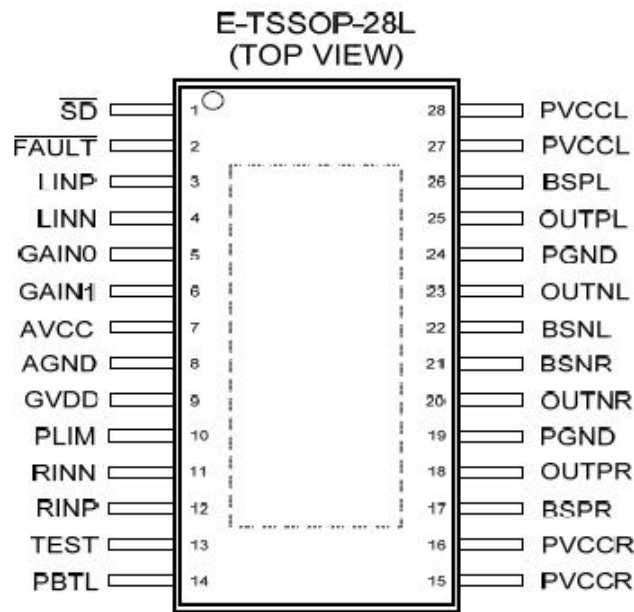 E-TSSOP-28L
(TOP VIEW)
SD 1 28 PVCCL
FAULT 2 27 PVCCL
LINP 3 26 BSPL
LINN 4 25 OUTPL
GAIN0 5 24 PGND
GAIN1 6 23 OUTNL
AVCC 7 22 BSNL
AGND 8 21 BSNR
GVDD 9 20 OUTNR
PLIM 10 19 PGND
RINN 11 18 OUTPR
RINP 12 17 BSPR
TEST 13 16 PVCCR
PBTL 14 15 PVCCR